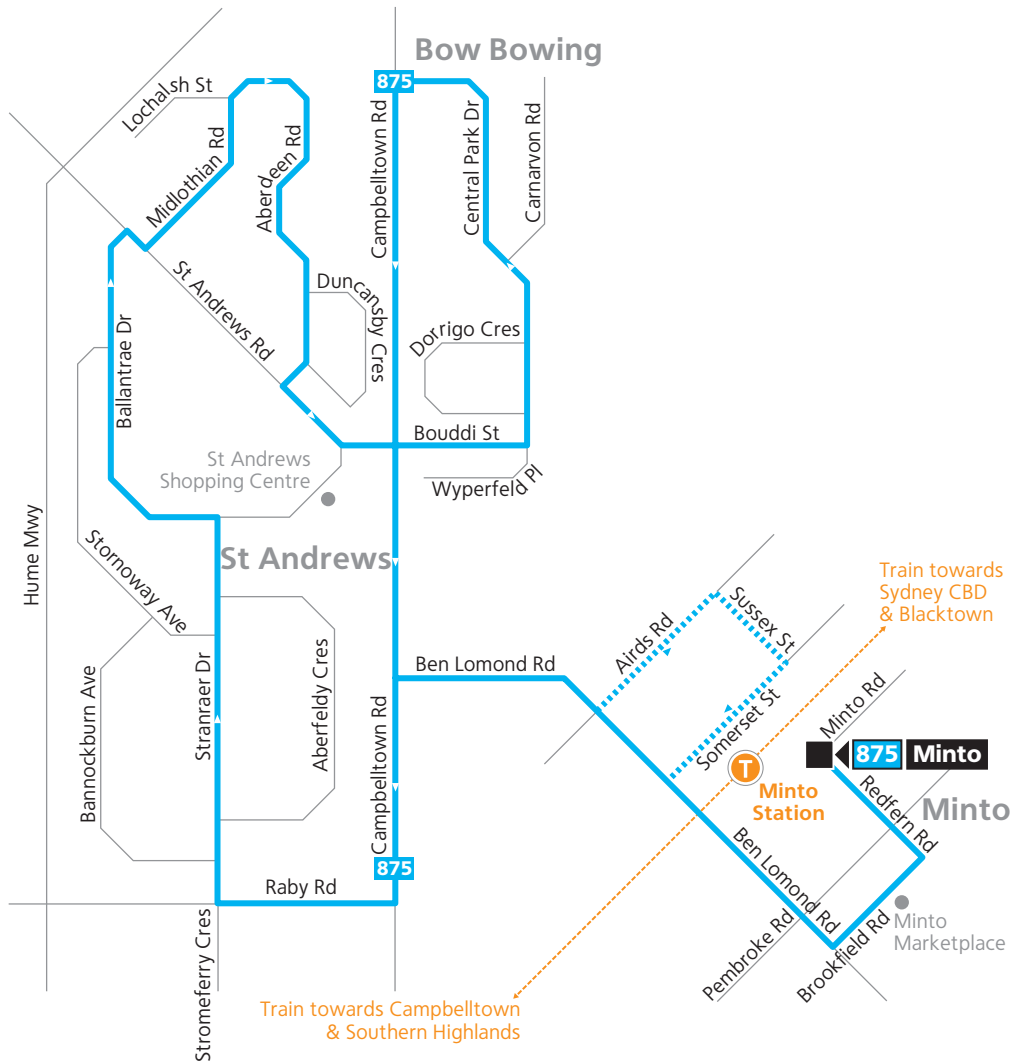 Bow Bowing
875
Lochalsh St
Midlothian Rd
Aberdeen Rd
Campbelltown Rd
Central Park Dr
Carnarvon Rd
St Andrews Rd
Duncansby Cres
Dorrigo Cres
Ballantrae Dr
Bouddi St
St Andrews
Shopping Centre
Wyperfeld Pl
Hume Mwy
Stornoway Ave
St Andrews
Train towards
Sydney CBD
& Blacktown
Sussex St
Airds Rd
Ben Lomond Rd
Somerset St
Minto Rd
Bannockburn Ave
Stranraer Dr
Aberfeldy Cres
Campbelltown Rd
875 Minto
T
Minto
Station
Minto
Redfern Rd
875
Ben Lomond Rd
Raby Rd
Pembroke Rd
Brookfield Rd
Minto
Marketplace
Stromeferry Cres
Train towards Campbelltown
& Southern Highlands